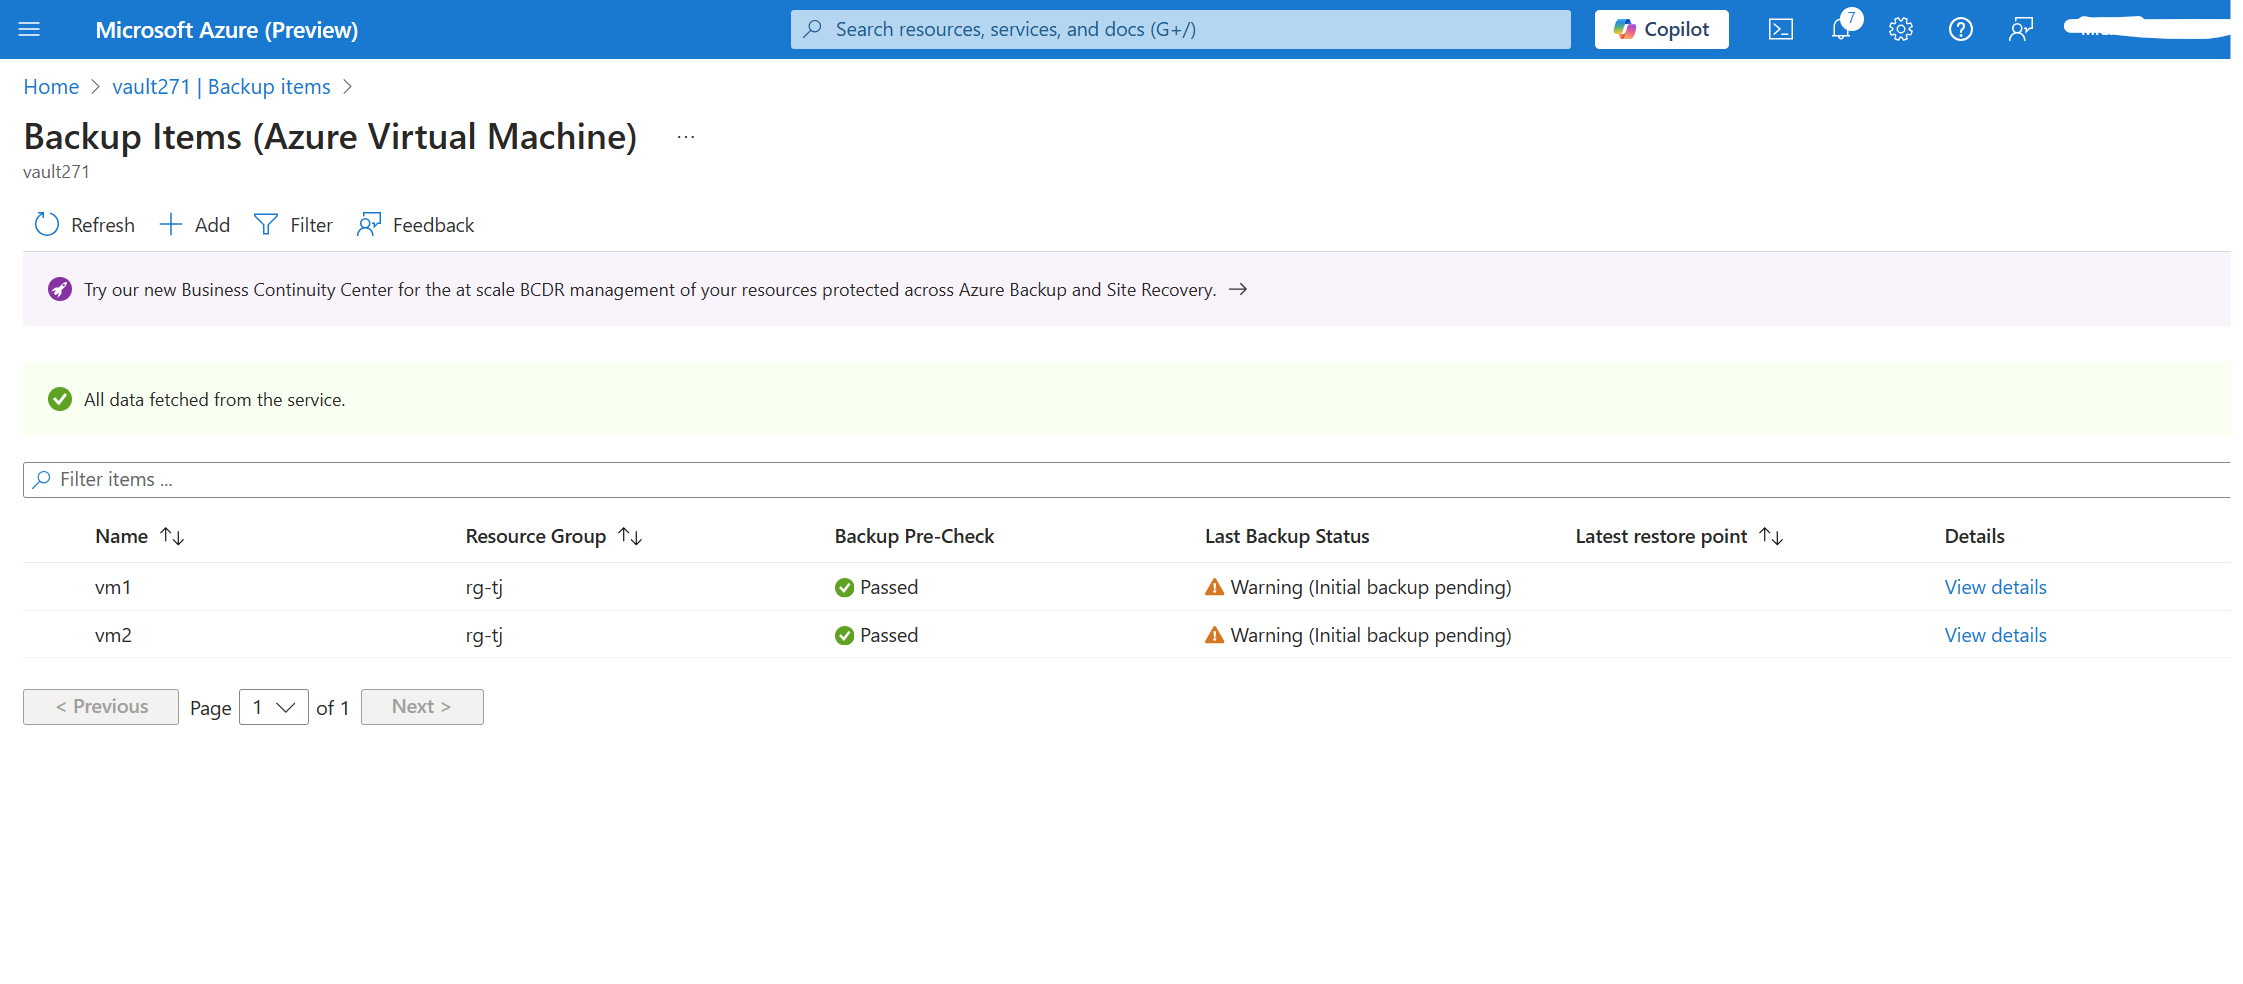 Microsoft Azure (Preview)
Search resources, services, and docs (G+/)
Copilot
7
Home > vault271 | Backup items >
Backup Items (Azure Virtual Machine) ...
vault271
Refresh Add Filter Feedback
Try our new Business Continuity Center for the at scale BCDR management of your resources protected across Azure Backup and Site Recovery. →
All data fetched from the service.
Filter items ...
Name ↑↓ Resource Group ↑↓ Backup Pre-Check Last Backup Status Latest restore point ↑↓ Details
vm1 rg-tj Passed Warning (Initial backup pending) View details
vm2 rg-tj Passed Warning (Initial backup pending) View details
< Previous Page 1 of 1 Next >